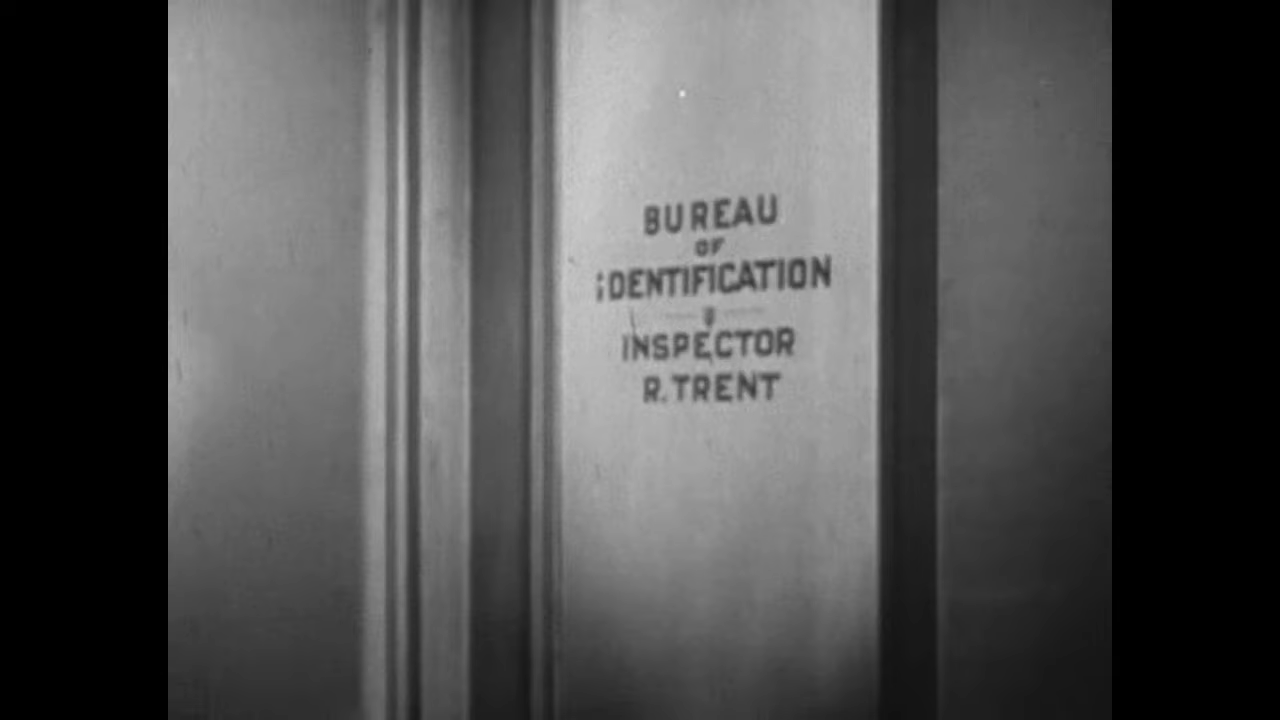 BUREAU
OF
IDENTIFICATION
INSPECTOR
R. TRENT